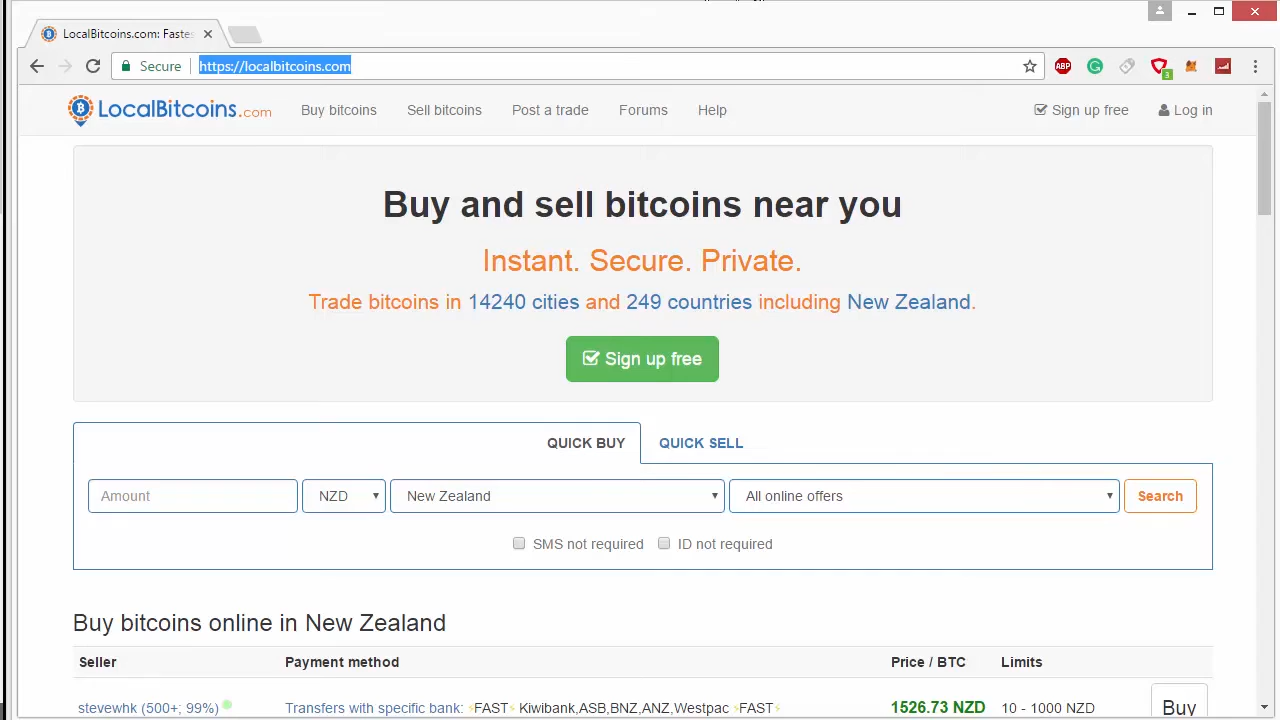 LocalBitcoins.com: Fastes
Secure
https://localbitcoins.com
ABP
3
LocalBitcoins.com
Buy bitcoins
Sell bitcoins
Post a trade
Forums
Help
Sign up free
Log in
Buy and sell bitcoins near you
Instant. Secure. Private.
Trade bitcoins in 14240 cities and 249 countries including New Zealand.
Sign up free
QUICK BUY
QUICK SELL
Amount
NZD
New Zealand
All online offers
Search
SMS not required
ID not required
Buy bitcoins online in New Zealand
Seller
Payment method
Price / BTC
Limits
stevewhk (500+; 99%)
Transfers with specific bank: ⚡FAST⚡ Kiwibank,ASB,BNZ,ANZ,Westpac ⚡FAST⚡
1526.73 NZD
10 - 1000 NZD
Buy